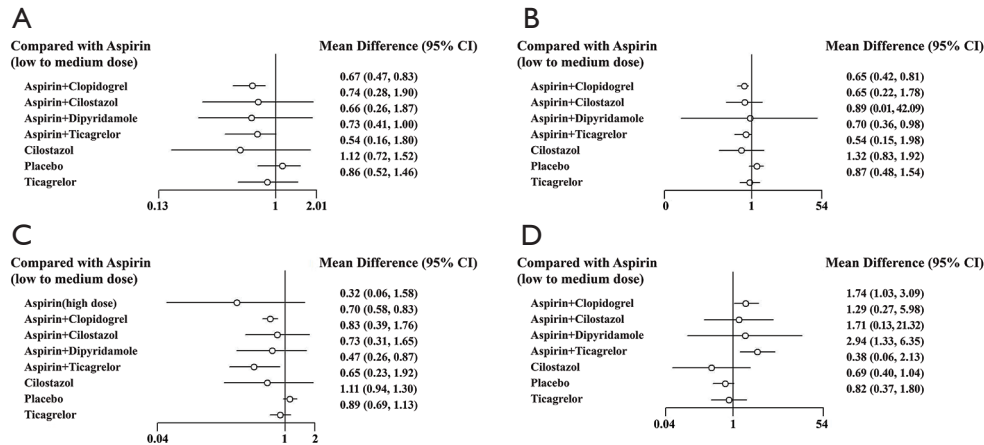 A
Compared with Aspirin
(low to medium dose)
Mean Difference (95% CI)
Aspirin+Clopidogrel 0.67 (0.47, 0.83)
Aspirin+Cilostazol 0.74 (0.28, 1.90)
Aspirin+Dipyridamole 0.66 (0.26, 1.87)
Aspirin+Ticagrelor 0.73 (0.41, 1.00)
Cilostazol 0.54 (0.16, 1.80)
Placebo 1.12 (0.72, 1.52)
Ticagrelor 0.86 (0.52, 1.46)
0.13 1 2.01
B
Compared with Aspirin
(low to medium dose)
Mean Difference (95% CI)
Aspirin+Clopidogrel 0.65 (0.42, 0.81)
Aspirin+Cilostazol 0.65 (0.22, 1.78)
Aspirin+Dipyridamole 0.89 (0.01, 42.09)
Aspirin+Ticagrelor 0.70 (0.36, 0.98)
Cilostazol 0.54 (0.15, 1.98)
Placebo 1.32 (0.83, 1.92)
Ticagrelor 0.87 (0.48, 1.54)
0 1 54
C
Compared with Aspirin
(low to medium dose)
Mean Difference (95% CI)
Aspirin(high dose) 0.32 (0.06, 1.58)
Aspirin+Clopidogrel 0.70 (0.58, 0.83)
Aspirin+Cilostazol 0.83 (0.39, 1.76)
Aspirin+Dipyridamole 0.73 (0.31, 1.65)
Aspirin+Ticagrelor 0.47 (0.26, 0.87)
Cilostazol 0.65 (0.23, 1.92)
Placebo 1.11 (0.94, 1.30)
Ticagrelor 0.89 (0.69, 1.13)
0.04 1 2
D
Compared with Aspirin
(low to medium dose)
Mean Difference (95% CI)
Aspirin+Clopidogrel 1.74 (1.03, 3.09)
Aspirin+Cilostazol 1.29 (0.27, 5.98)
Aspirin+Dipyridamole 1.71 (0.13, 21.32)
Aspirin+Ticagrelor 2.94 (1.33, 6.35)
Cilostazol 0.38 (0.06, 2.13)
Placebo 0.69 (0.40, 1.04)
Ticagrelor 0.82 (0.37, 1.80)
0.04 1 54